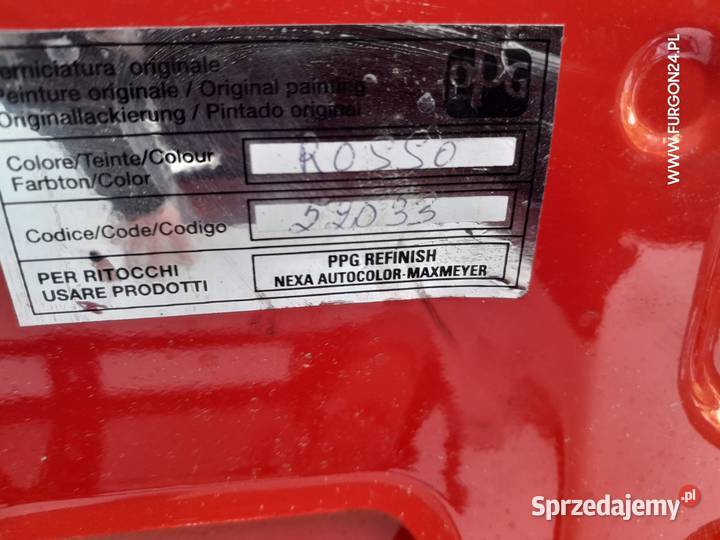 erniciatura originale
Peinture originale / Original painting
Originallackierung / Pintado original
PPG
Colore/Teinte/Colour
Farbton/Color
ROSSO
Codice/Code/Codigo
PER RITOCCHI
USARE PRODOTTI
PPG REFINISH
NEXA AUTOCOLOR-MAXMEYER
WWW.FURGON24.PL
Sprzedajemy.pl